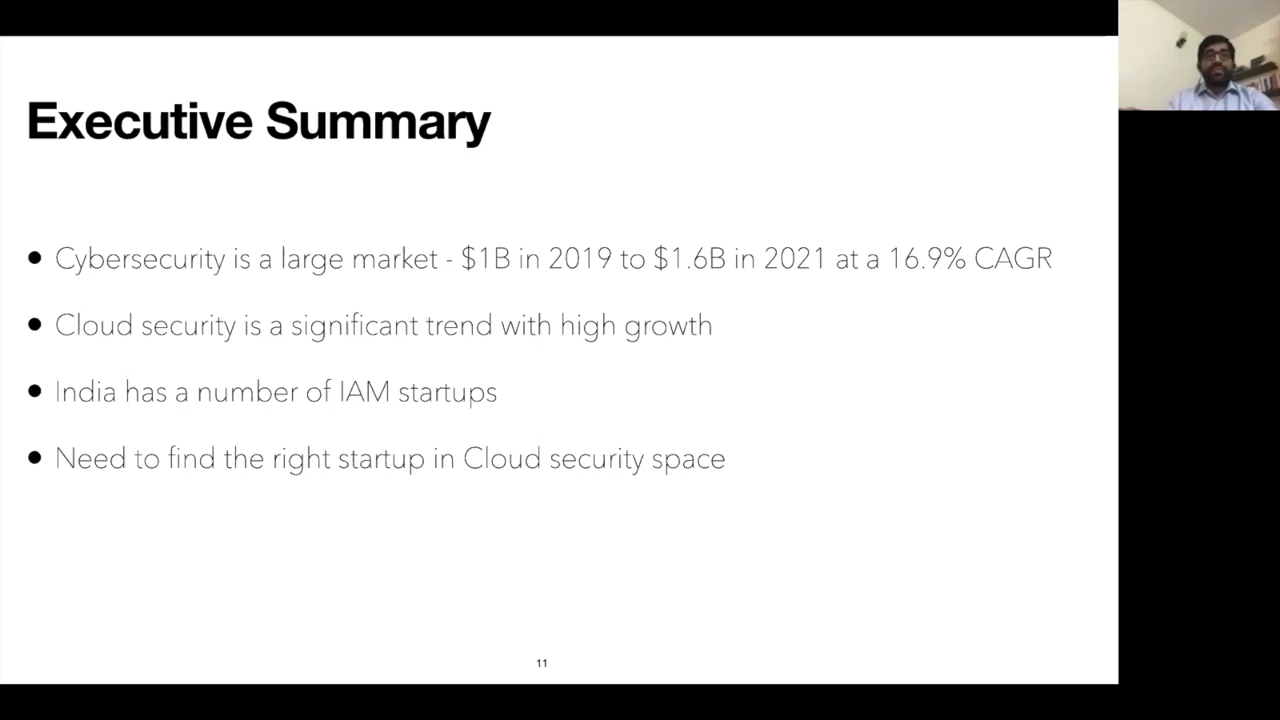 Executive Summary
• Cybersecurity is a large market - $1B in 2019 to $1.6B in 2021 at a 16.9% CAGR
• Cloud security is a significant trend with high growth
• India has a number of IAM startups
• Need to find the right startup in Cloud security space
11